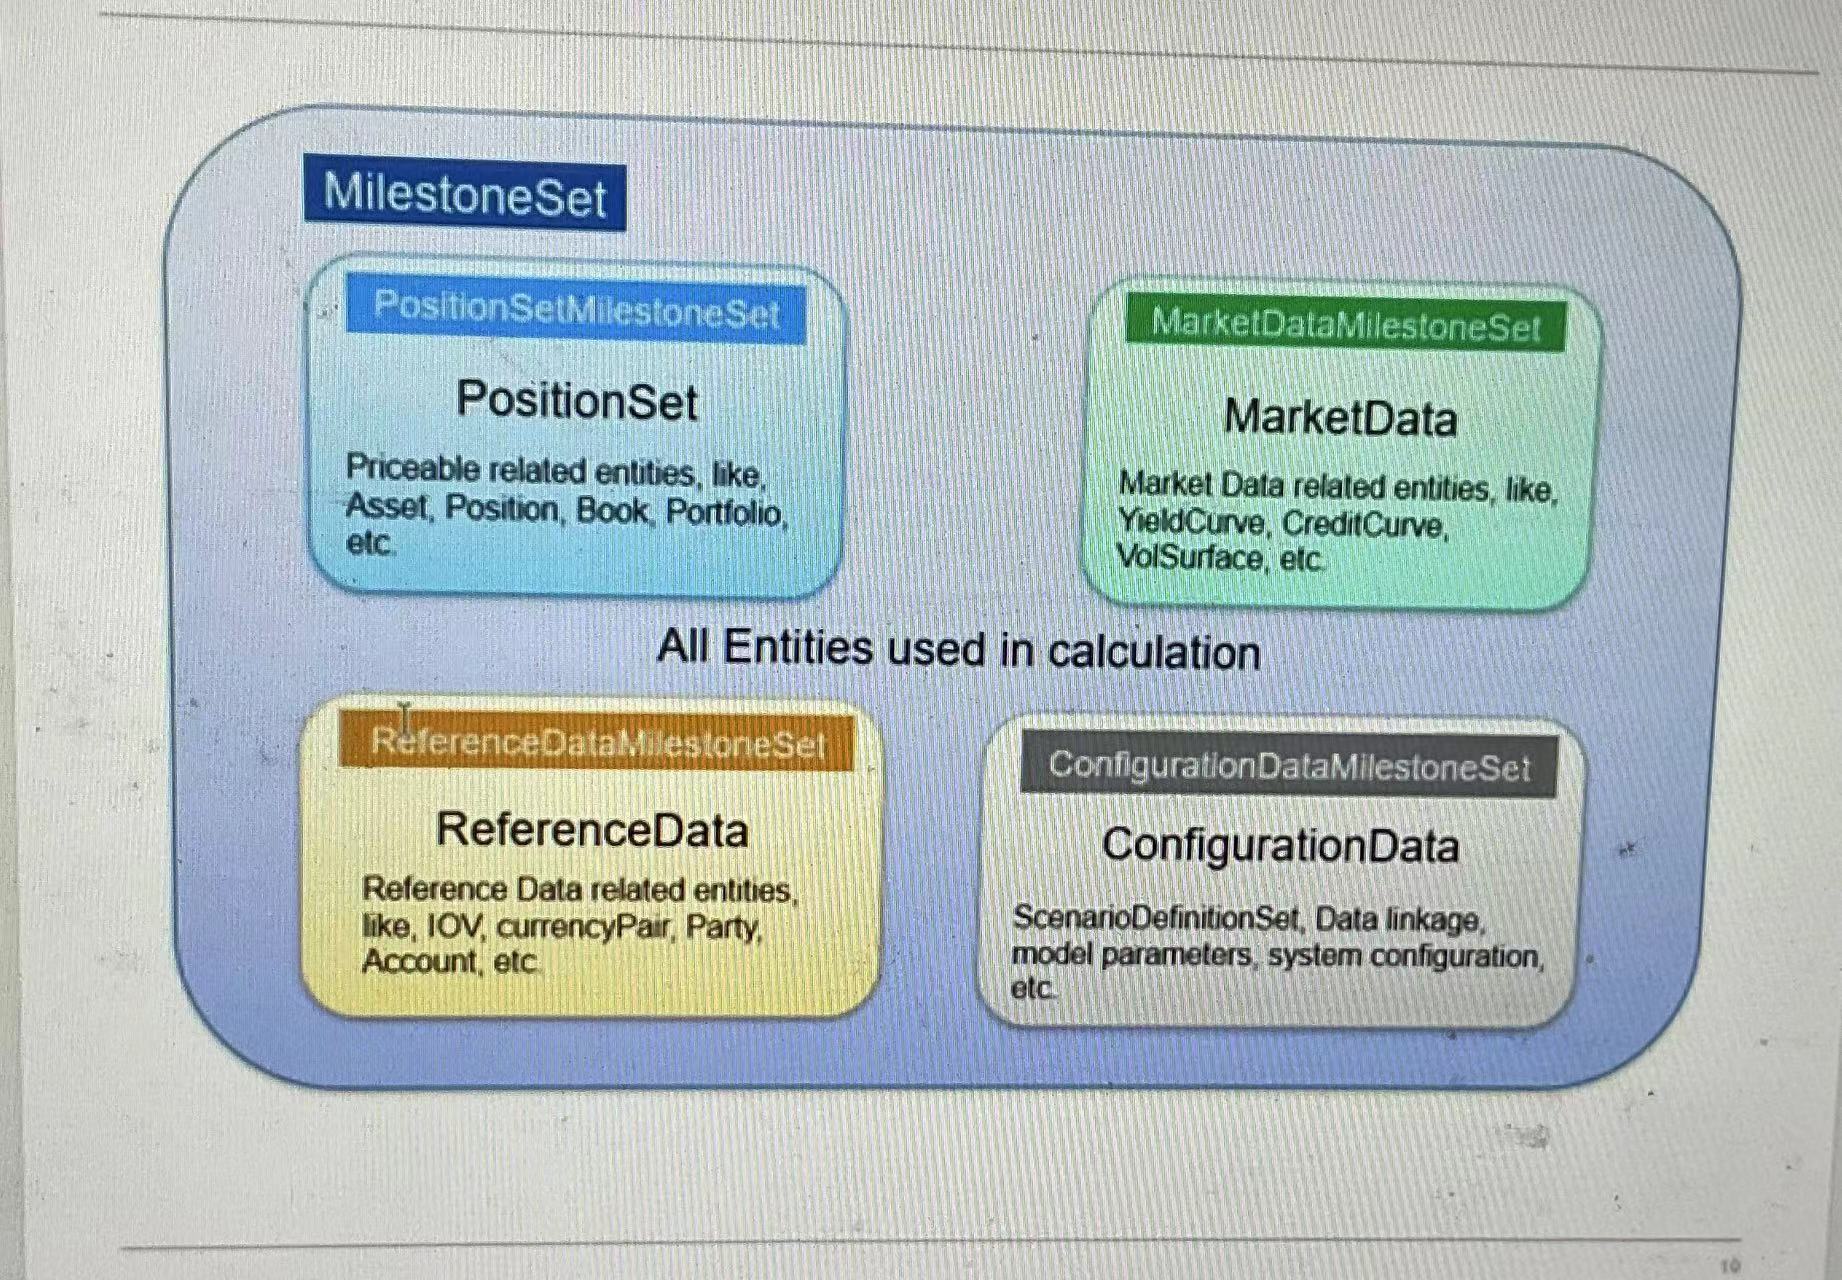 MilestoneSet
PositionSetMilestoneSet
PositionSet
Priceable related entities, like,
Asset, Position, Book, Portfolio,
etc.
MarketDataMilestoneSet
MarketData
Market Data related entities, like,
YieldCurve, CreditCurve,
VolSurface, etc.
All Entities used in calculation
ReferenceDataMilestoneSet
ReferenceData
Reference Data related entities,
like, IOV, currencyPair, Party,
Account, etc.
ConfigurationDataMilestoneSet
ConfigurationData
ScenarioDefinitionSet, Data linkage,
model parameters, system configuration,
etc.
10